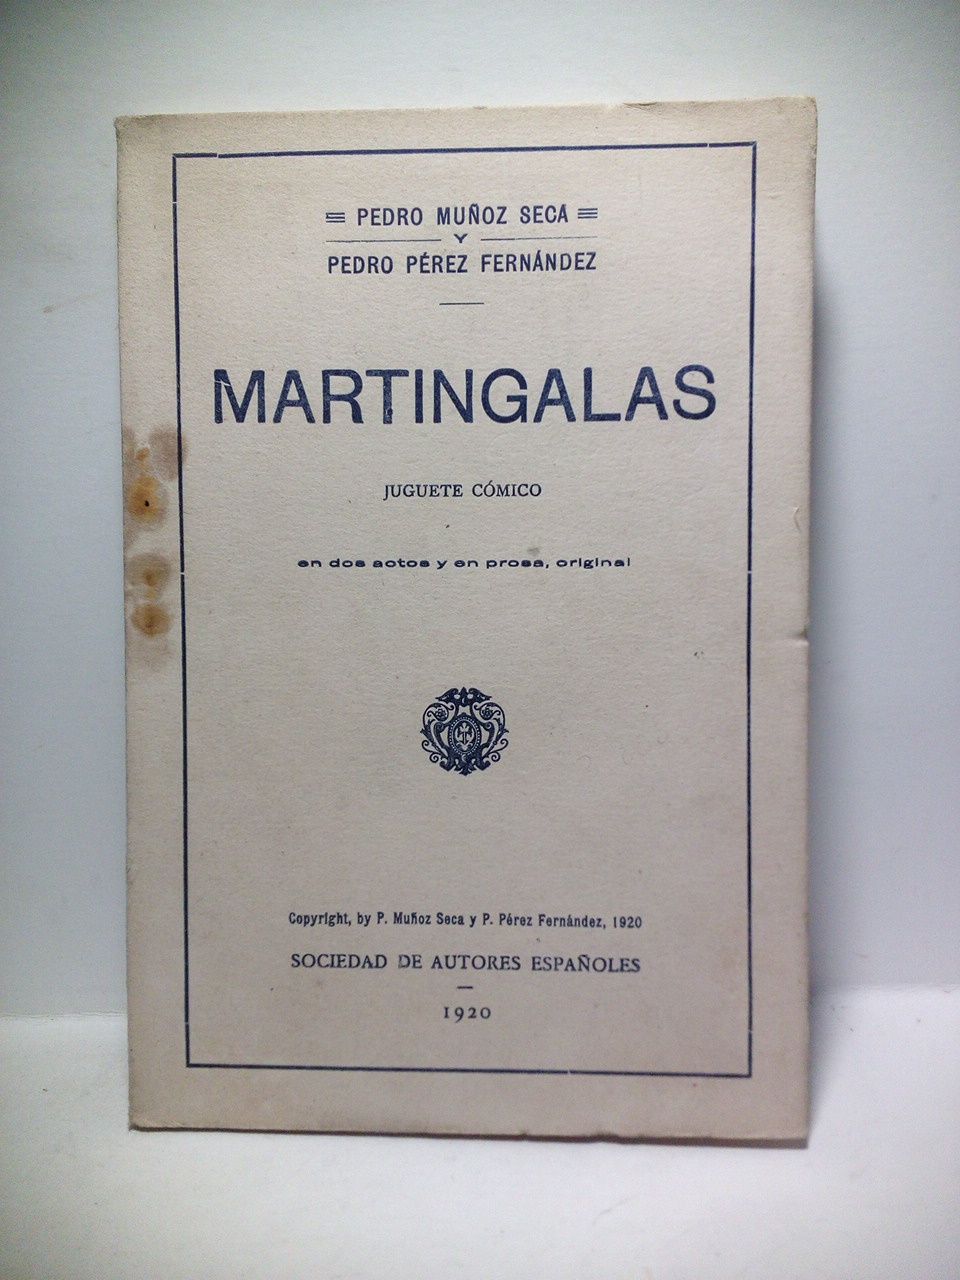 PEDRO MUÑOZ SECA
Y
PEDRO PÉREZ FERNÁNDEZ
MARTINGALAS
JUGUETE CÓMICO
en dos actos y en prosa, original
Copyright, by P. Muñoz Seca y P. Pérez Fernández, 1920
SOCIEDAD DE AUTORES ESPAÑOLES
1920